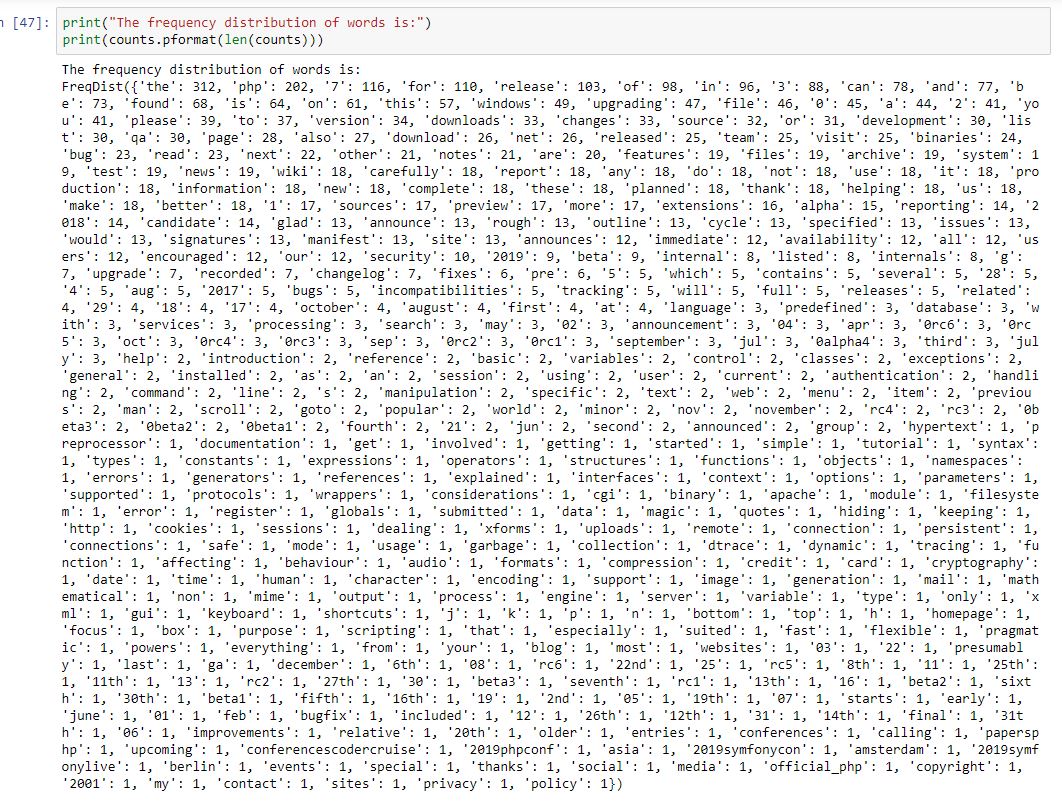 n [47]: print("The frequency distribution of words is:")
print(counts.pformat(len(counts)))
The frequency distribution of words is:
FreqDist({'the': 312, 'php': 202, '7': 116, 'for': 110, 'release': 103, 'of': 98, 'in': 96, '3': 88, 'can': 78, 'and': 77, 'b
e': 73, 'found': 68, 'is': 64, 'on': 61, 'this': 57, 'windows': 49, 'upgrading': 47, 'file': 46, '0': 45, 'a': 44, '2': 41, 'yo
u': 41, 'please': 39, 'to': 37, 'version': 34, 'downloads': 33, 'changes': 33, 'source': 32, 'or': 31, 'development': 30, 'lis
t': 30, 'qa': 30, 'page': 28, 'also': 27, 'download': 26, 'net': 26, 'released': 25, 'team': 25, 'visit': 25, 'binaries': 24,
'bug': 23, 'read': 23, 'next': 22, 'other': 21, 'notes': 21, 'are': 20, 'features': 19, 'files': 19, 'archive': 19, 'system': 1
9, 'test': 19, 'news': 19, 'wiki': 18, 'carefully': 18, 'report': 18, 'any': 18, 'do': 18, 'not': 18, 'use': 18, 'it': 18, 'pro
duction': 18, 'information': 18, 'new': 18, 'complete': 18, 'these': 18, 'planned': 18, 'thank': 18, 'helping': 18, 'us': 18,
'make': 18, 'better': 18, '1': 17, 'sources': 17, 'preview': 17, 'more': 17, 'extensions': 16, 'alpha': 15, 'reporting': 14, '2
018': 14, 'candidate': 14, 'glad': 13, 'announce': 13, 'rough': 13, 'outline': 13, 'cycle': 13, 'specified': 13, 'issues': 13,
'would': 13, 'signatures': 13, 'manifest': 13, 'site': 13, 'announces': 12, 'immediate': 12, 'availability': 12, 'all': 12, 'us
ers': 12, 'encouraged': 12, 'our': 12, 'security': 10, '2019': 9, 'beta': 9, 'internal': 8, 'listed': 8, 'internals': 8, 'g':
7, 'upgrade': 7, 'recorded': 7, 'changelog': 7, 'fixes': 6, 'pre': 6, '5': 5, 'which': 5, 'contains': 5, 'several': 5, '28': 5,
'4': 5, 'aug': 5, '2017': 5, 'bugs': 5, 'incompatibilities': 5, 'tracking': 5, 'will': 5, 'full': 5, 'releases': 5, 'related':
4, '29': 4, '18': 4, '17': 4, 'october': 4, 'august': 4, 'first': 4, 'at': 4, 'language': 3, 'predefined': 3, 'database': 3, 'w
ith': 3, 'services': 3, 'processing': 3, 'search': 3, 'may': 3, '02': 3, 'announcement': 3, '04': 3, 'apr': 3, '0rc6': 3, '0rc
5': 3, 'oct': 3, '0rc4': 3, '0rc3': 3, 'sep': 3, '0rc2': 3, '0rc1': 3, 'september': 3, 'jul': 3, '0alpha4': 3, 'third': 3, 'jul
y': 3, 'help': 2, 'introduction': 2, 'reference': 2, 'basic': 2, 'variables': 2, 'control': 2, 'classes': 2, 'exceptions': 2,
'general': 2, 'installed': 2, 'as': 2, 'an': 2, 'session': 2, 'using': 2, 'user': 2, 'current': 2, 'authentication': 2, 'handli
ng': 2, 'command': 2, 'line': 2, 's': 2, 'manipulation': 2, 'specific': 2, 'text': 2, 'web': 2, 'menu': 2, 'item': 2, 'previou
s': 2, 'man': 2, 'scroll': 2, 'goto': 2, 'popular': 2, 'world': 2, 'minor': 2, 'nov': 2, 'november': 2, 'rc4': 2, 'rc3': 2, '0b
eta3': 2, '0beta2': 2, '0beta1': 2, 'fourth': 2, '21': 2, 'jun': 2, 'second': 2, 'announced': 2, 'group': 2, 'hypertext': 1, 'p
reprocessor': 1, 'documentation': 1, 'get': 1, 'involved': 1, 'getting': 1, 'started': 1, 'simple': 1, 'tutorial': 1, 'syntax':
1, 'types': 1, 'constants': 1, 'expressions': 1, 'operators': 1, 'structures': 1, 'functions': 1, 'objects': 1, 'namespaces':
1, 'errors': 1, 'generators': 1, 'references': 1, 'explained': 1, 'interfaces': 1, 'context': 1, 'options': 1, 'parameters': 1,
'supported': 1, 'protocols': 1, 'wrappers': 1, 'considerations': 1, 'cgi': 1, 'binary': 1, 'apache': 1, 'module': 1, 'filesyste
m': 1, 'error': 1, 'register': 1, 'globals': 1, 'submitted': 1, 'data': 1, 'magic': 1, 'quotes': 1, 'hiding': 1, 'keeping': 1,
'http': 1, 'cookies': 1, 'sessions': 1, 'dealing': 1, 'xforms': 1, 'uploads': 1, 'remote': 1, 'connection': 1, 'persistent': 1,
'connections': 1, 'safe': 1, 'mode': 1, 'usage': 1, 'garbage': 1, 'collection': 1, 'dtrace': 1, 'dynamic': 1, 'tracing': 1, 'fu
nction': 1, 'affecting': 1, 'behaviour': 1, 'audio': 1, 'formats': 1, 'compression': 1, 'credit': 1, 'card': 1, 'cryptography':
1, 'date': 1, 'time': 1, 'human': 1, 'character': 1, 'encoding': 1, 'support': 1, 'image': 1, 'generation': 1, 'mail': 1, 'math
ematical': 1, 'non': 1, 'mime': 1, 'output': 1, 'process': 1, 'engine': 1, 'server': 1, 'variable': 1, 'type': 1, 'only': 1, 'x
ml': 1, 'gui': 1, 'keyboard': 1, 'shortcuts': 1, 'j': 1, 'k': 1, 'p': 1, 'n': 1, 'bottom': 1, 'top': 1, 'h': 1, 'homepage': 1,
'focus': 1, 'box': 1, 'purpose': 1, 'scripting': 1, 'that': 1, 'especially': 1, 'suited': 1, 'fast': 1, 'flexible': 1, 'pragmat
ic': 1, 'powers': 1, 'everything': 1, 'from': 1, 'your': 1, 'blog': 1, 'most': 1, 'websites': 1, '03': 1, '22': 1, 'presumabl
y': 1, 'last': 1, 'ga': 1, 'december': 1, '6th': 1, '08': 1, 'rc6': 1, '22nd': 1, '25': 1, 'rc5': 1, '8th': 1, '11': 1, '25th':
1, '11th': 1, '13': 1, 'rc2': 1, '27th': 1, '30': 1, 'beta3': 1, 'seventh': 1, 'rc1': 1, '13th': 1, '16': 1, 'beta2': 1, 'sixt
h': 1, '30th': 1, 'beta1': 1, 'fifth': 1, '16th': 1, '19': 1, '2nd': 1, '05': 1, '19th': 1, '07': 1, 'starts': 1, 'early': 1,
'june': 1, '01': 1, 'feb': 1, 'bugfix': 1, 'included': 1, '12': 1, '26th': 1, '12th': 1, '31': 1, '14th': 1, 'final': 1, '31t
h': 1, '06': 1, 'improvements': 1, 'relative': 1, '20th': 1, 'older': 1, 'entries': 1, 'conferences': 1, 'calling': 1, 'papersp
hp': 1, 'upcoming': 1, 'conferencescodercruise': 1, '2019phpconf': 1, 'asia': 1, '2019symfonycon': 1, 'amsterdam': 1, '2019symf
onylive': 1, 'berlin': 1, 'events': 1, 'special': 1, 'thanks': 1, 'social': 1, 'media': 1, 'official_php': 1, 'copyright': 1,
'2001': 1, 'my': 1, 'contact': 1, 'sites': 1, 'privacy': 1, 'policy': 1})